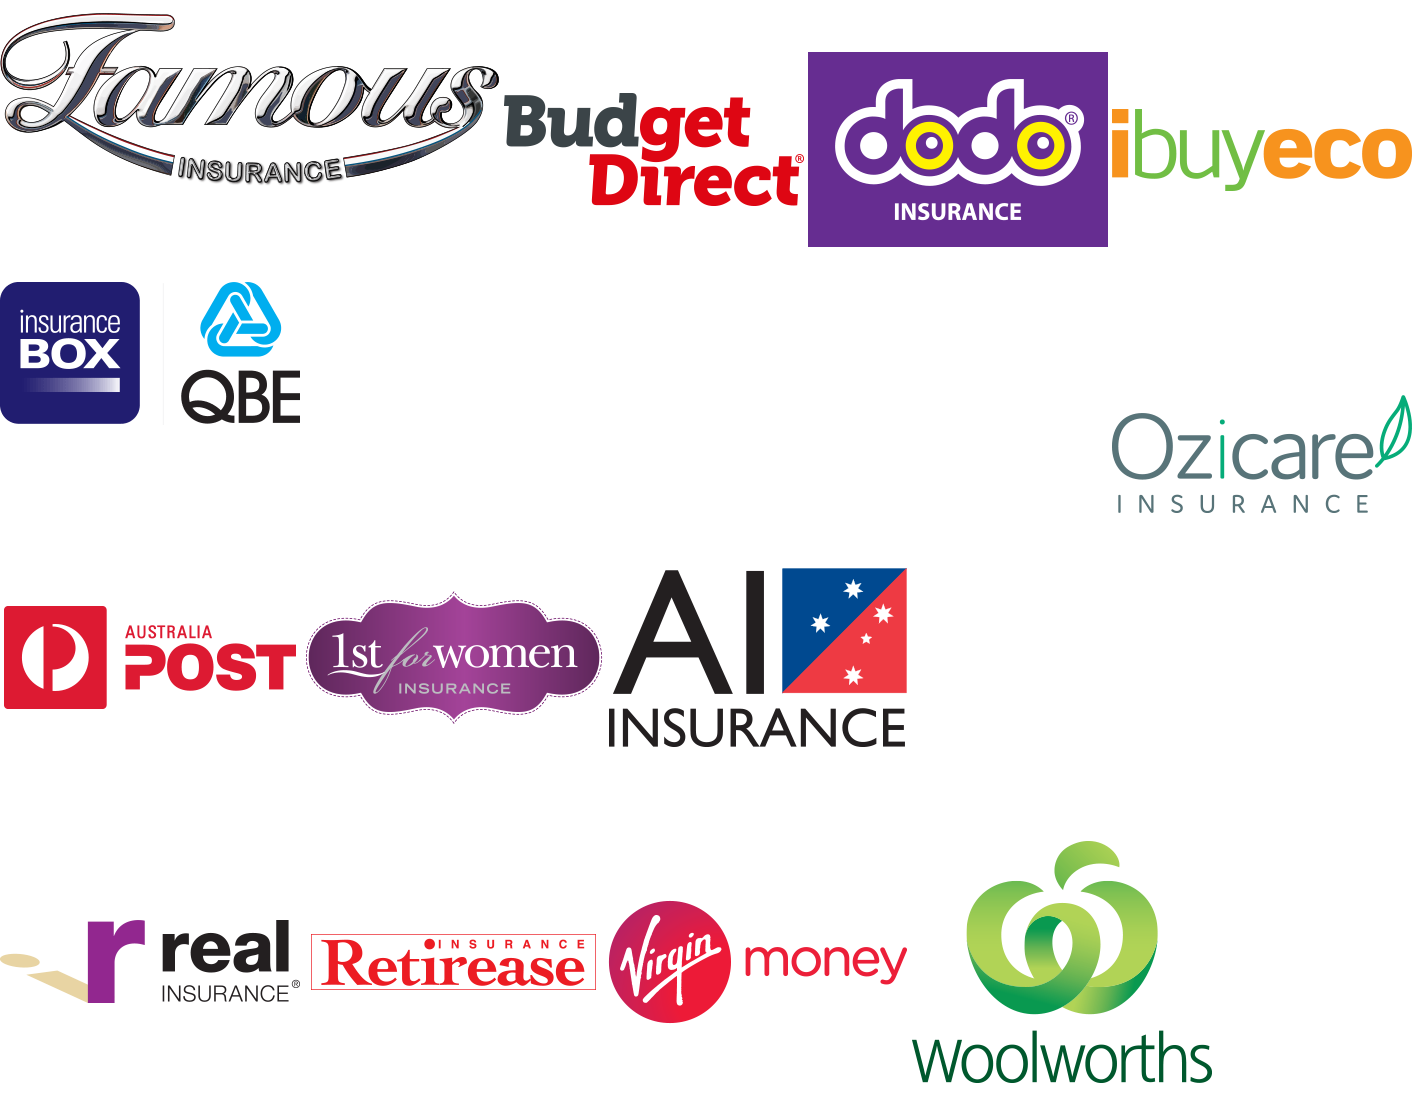 Famous
INSURANCE
Budget
Direct®
dodo®
INSURANCE
ibuyeco
insurance
BOX
QBE
Ozicare
INSURANCE
AUSTRALIA
POST
1st for women
INSURANCE
AI
INSURANCE
real
INSURANCE®
INSURANCE
Retirease
Virgin money
Woolworths